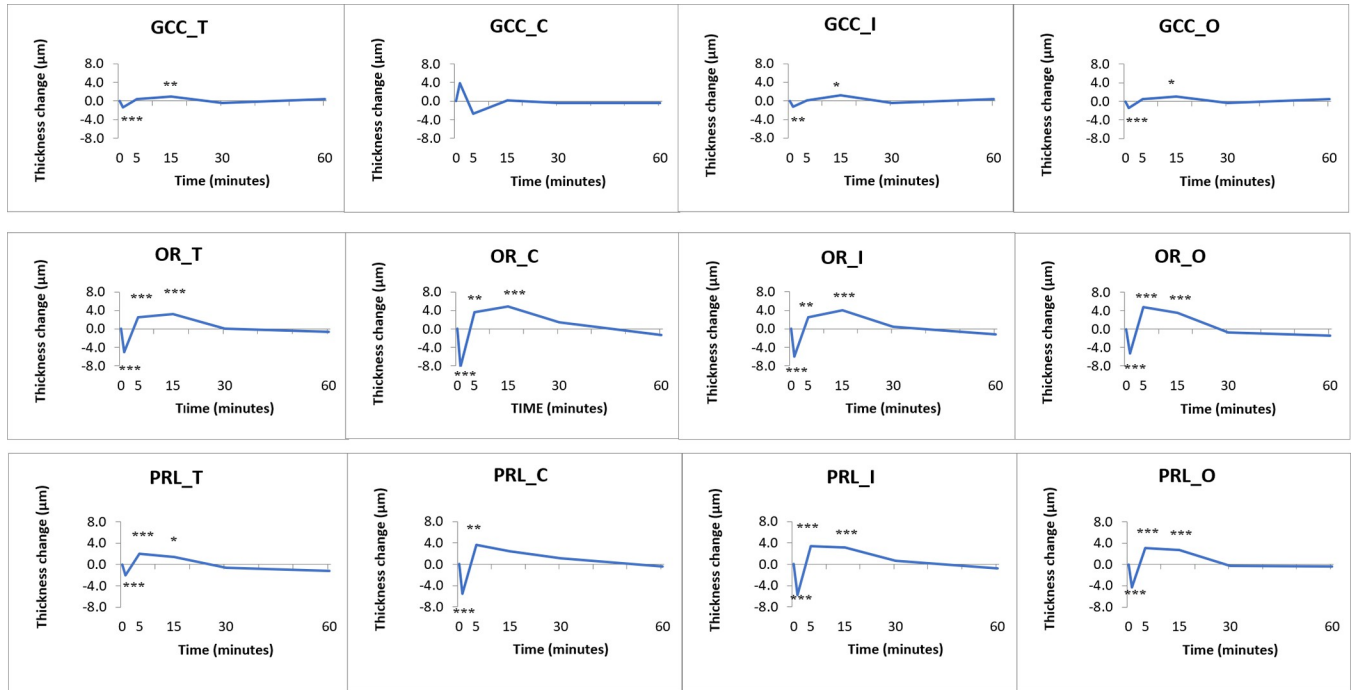 GCC_T
Thickness change (µm)
8.0
4.0
0.0
-4.0
-8.0
**
***
0 5 15 30 60
Time (minutes)
GCC_C
Thickness change (µm)
8.0
4.0
0.0
-4.0
-8.0
0 5 15 30 60
Time (minutes)
GCC_I
Thickness change (µm)
8.0
4.0
0.0
-4.0
-8.0
*
**
0 5 15 30 60
Time (minutes)
GCC_O
Thickness change (µm)
8.0
4.0
0.0
-4.0
-8.0
*
***
0 5 15 30 60
Time (minutes)
OR_T
Thickness change (µm)
8.0
4.0
0.0
-4.0
-8.0
*** ***
***
0 5 15 30 60
TIime (minutes)
OR_C
Thickness change (µm)
8.0
4.0
0.0
-4.0
-8.0
** ***
***
0 5 15 30 60
TIME (minutes)
OR_I
Thickness change (µm)
8.0
4.0
0.0
-4.0
-8.0
** ***
***
0 5 15 30 60
Time (minutes)
OR_O
Thickness change (µm)
8.0
4.0
0.0
-4.0
-8.0
*** ***
***
0 5 15 30 60
Time (minutes)
PRL_T
Thickness change (µm)
8.0
4.0
0.0
-4.0
-8.0
*** *
***
0 5 15 30 60
Time (minutes)
PRL_C
Thickness change (µm)
8.0
4.0
0.0
-4.0
-8.0
**
***
0 5 15 30 60
Time (minutes)
PRL_I
Thickness change (µm)
8.0
4.0
0.0
-4.0
-8.0
*** ***
***
0 5 15 30 60
Time (minutes)
PRL_O
Thickness change (µm)
8.0
4.0
0.0
-4.0
-8.0
*** ***
***
0 5 15 30 60
Time (minutes)